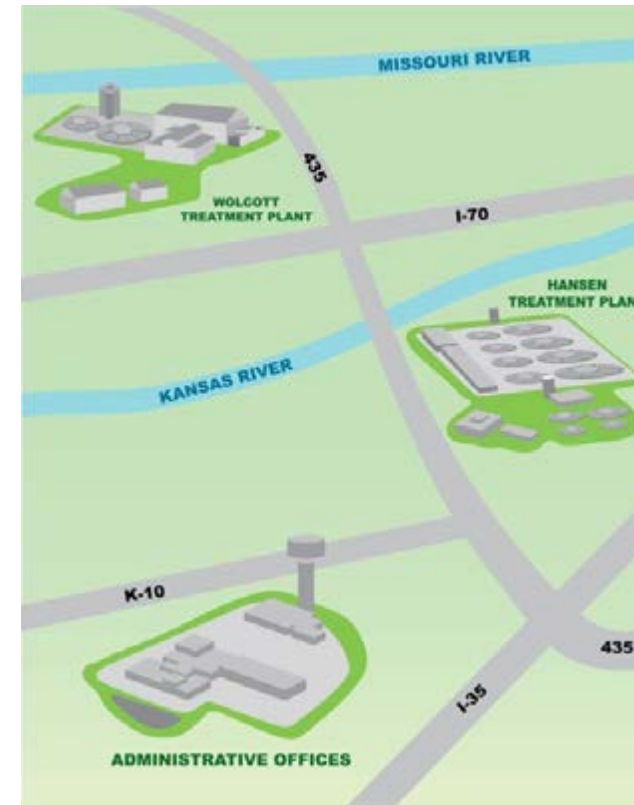 MISSOURI RIVER
435
WOLCOTT
TREATMENT PLANT
I-70
HANSEN
TREATMENT PLAN
KANSAS RIVER
K-10
435
I-35
ADMINISTRATIVE OFFICES